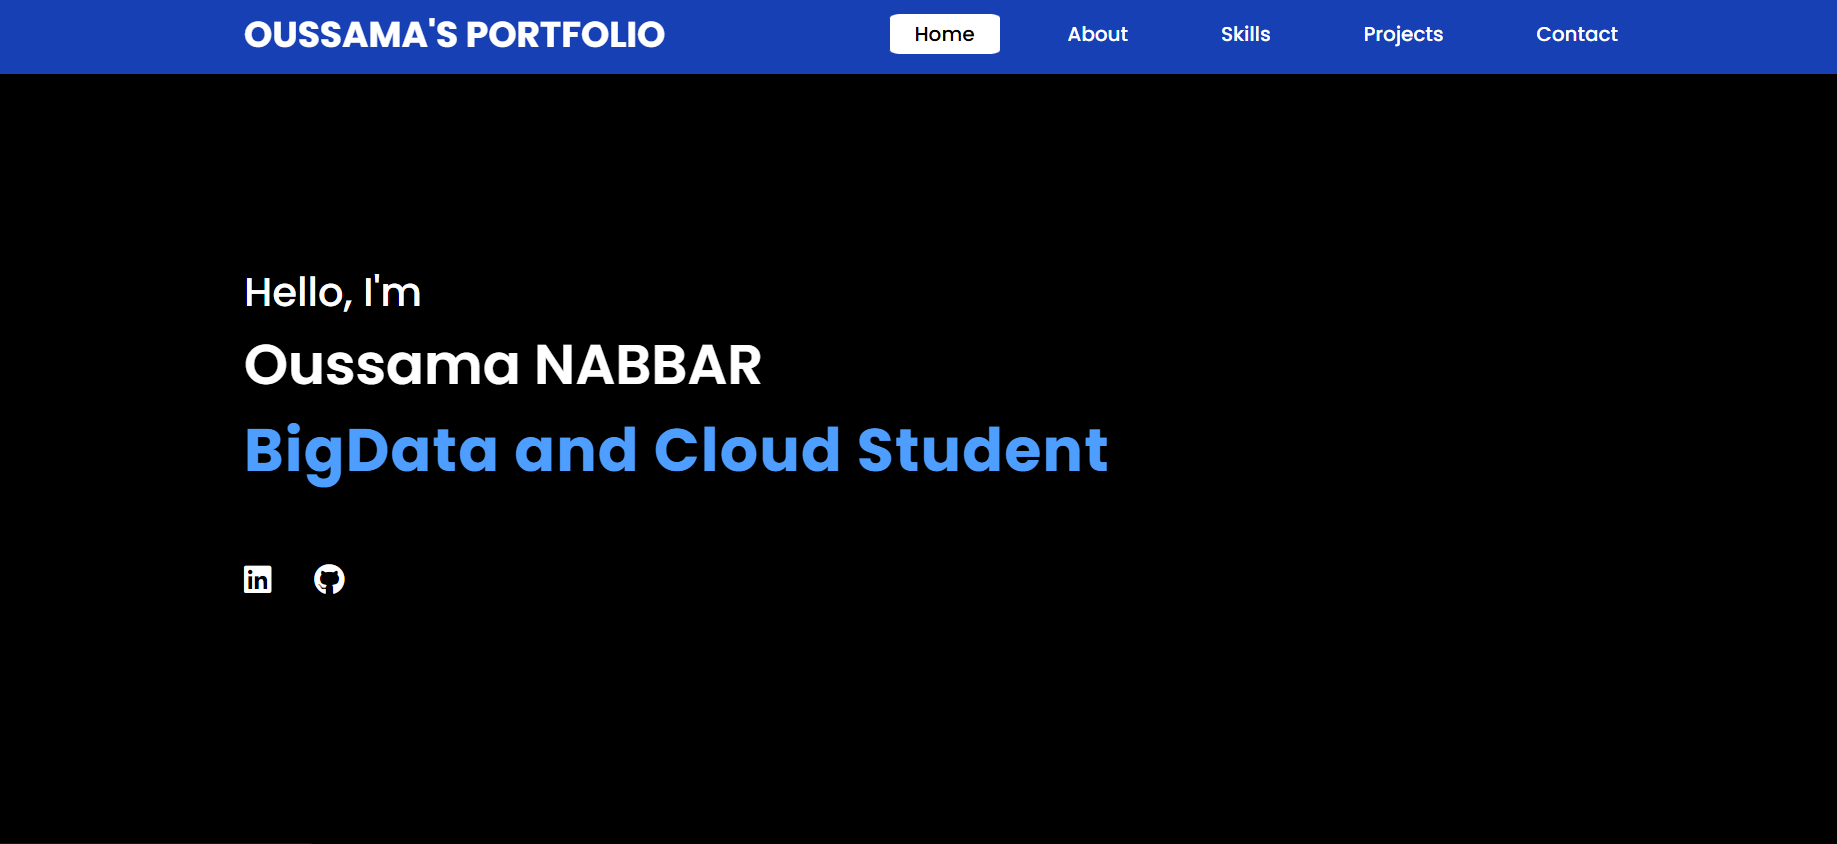 OUSSAMA'S PORTFOLIO
Home
About
Skills
Projects
Contact
Hello, I'm
Oussama NABBAR
BigData and Cloud Student
in